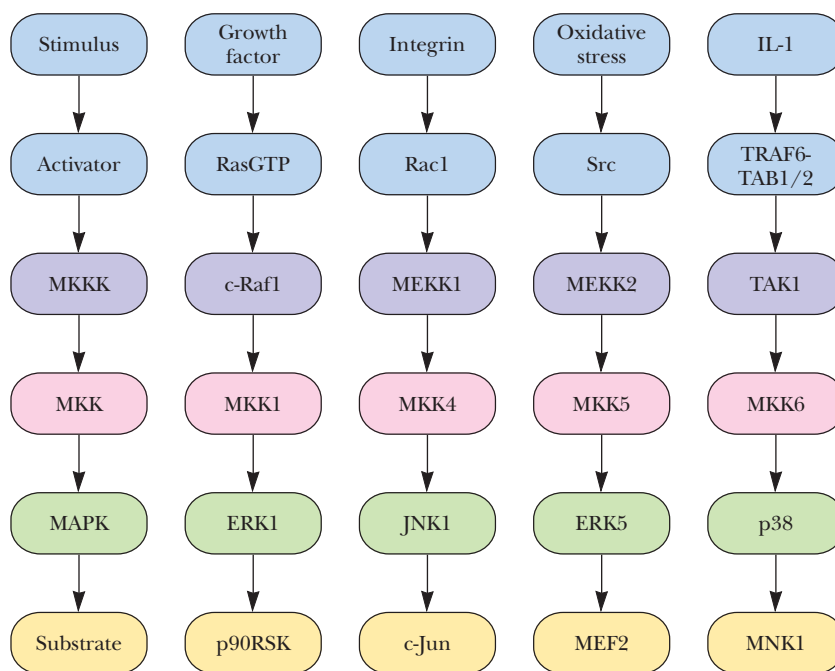 Stimulus
Growth
factor
Integrin
Oxidative
stress
IL-1
Activator
RasGTP
Rac1
Src
TRAF6-
TAB1/2
MKKK
c-Raf1
MEKK1
MEKK2
TAK1
MKK
MKK1
MKK4
MKK5
MKK6
MAPK
ERK1
JNK1
ERK5
p38
Substrate
p90RSK
c-Jun
MEF2
MNK1